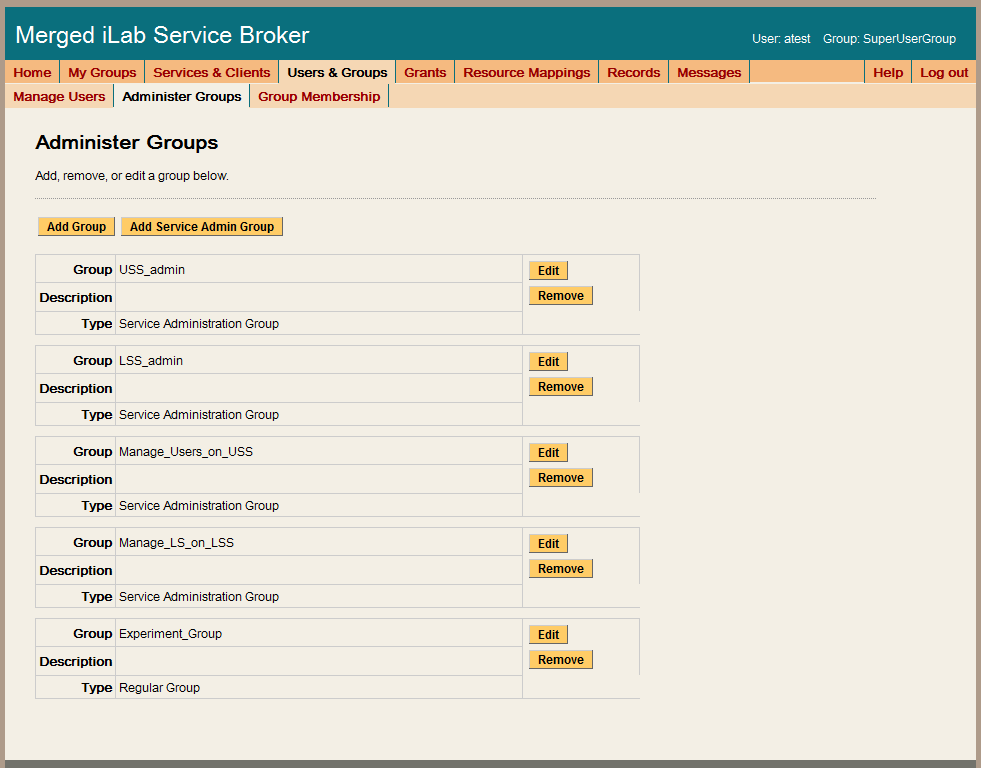 Merged iLab Service Broker
User: atest Group: SuperUserGroup
Home My Groups Services & Clients Users & Groups Grants Resource Mappings Records Messages Help Log out
Manage Users Administer Groups Group Membership
Administer Groups
Add, remove, or edit a group below.
Add Group Add Service Admin Group
Group USS_admin Edit
Description Remove
Type Service Administration Group
Group LSS_admin Edit
Description Remove
Type Service Administration Group
Group Manage_Users_on_USS Edit
Description Remove
Type Service Administration Group
Group Manage_LS_on_LSS Edit
Description Remove
Type Service Administration Group
Group Experiment_Group Edit
Description Remove
Type Regular Group